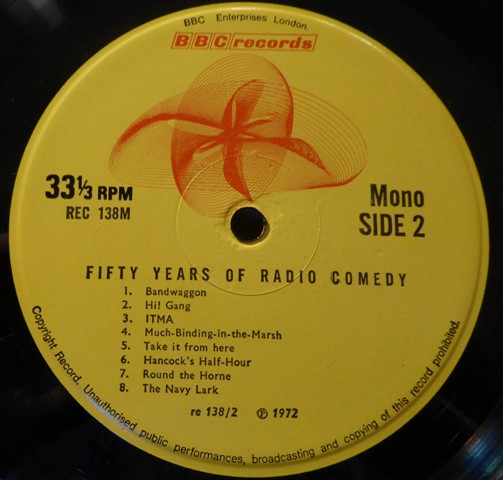 BBC Enterprises London.
BBC records
33 1/3 RPM
REC 138M
Mono
SIDE 2
FIFTY YEARS OF RADIO COMEDY
1. Bandwaggon
2. Hi! Gang
3. ITMA
4. Much-Binding-in-the-Marsh
5. Take it from here
6. Hancock's Half-Hour
7. Round the Horne
8. The Navy Lark
re 138/2 ℗ 1972
Copyright Record. Unauthorised public performances, broadcasting and copying of this record prohibited.